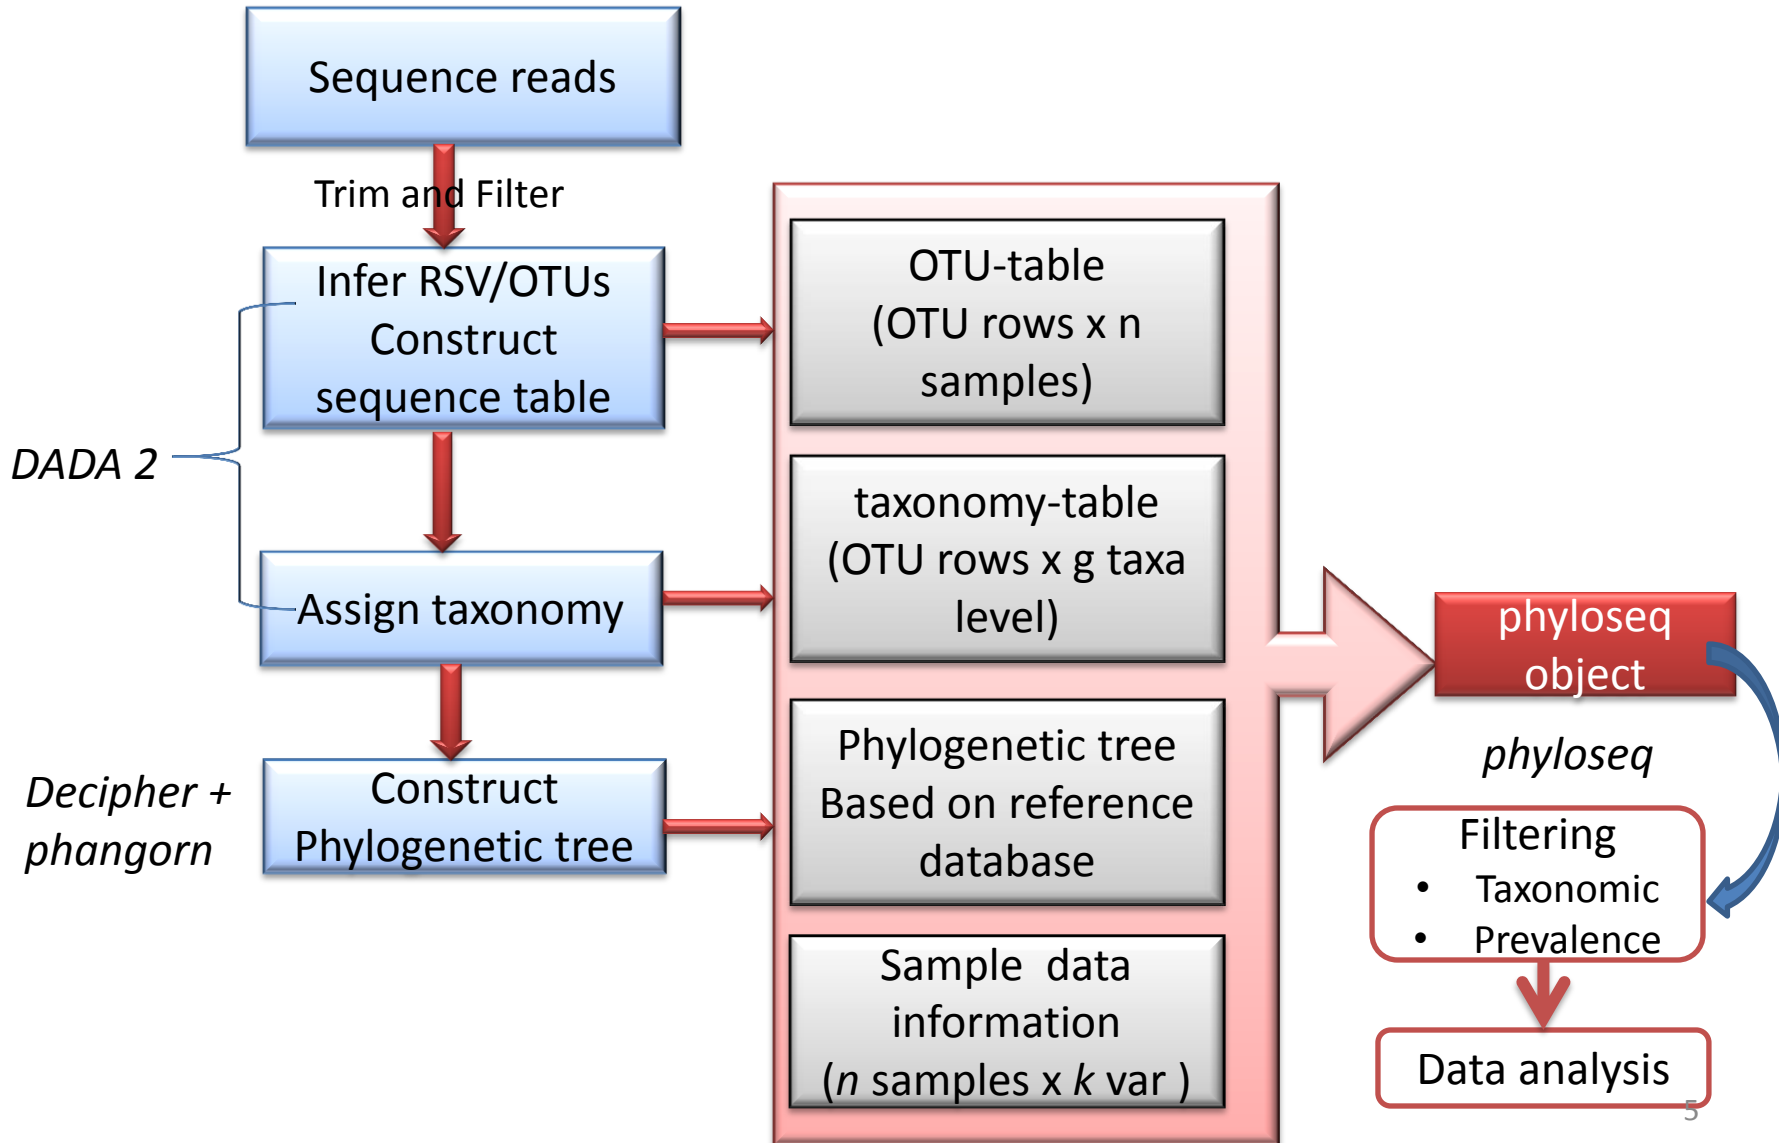 Sequence reads
Trim and Filter
Infer RSV/OTUs
Construct
sequence table
DADA 2
Assign taxonomy
Decipher +
phangorn
Construct
Phylogenetic tree
OTU-table
(OTU rows x n
samples)
taxonomy-table
(OTU rows x g taxa
level)
Phylogenetic tree
Based on reference
database
Sample data
information
(n samples x k var )
phyloseq
object
phyloseq
Filtering
• Taxonomic
• Prevalence
Data analysis
5